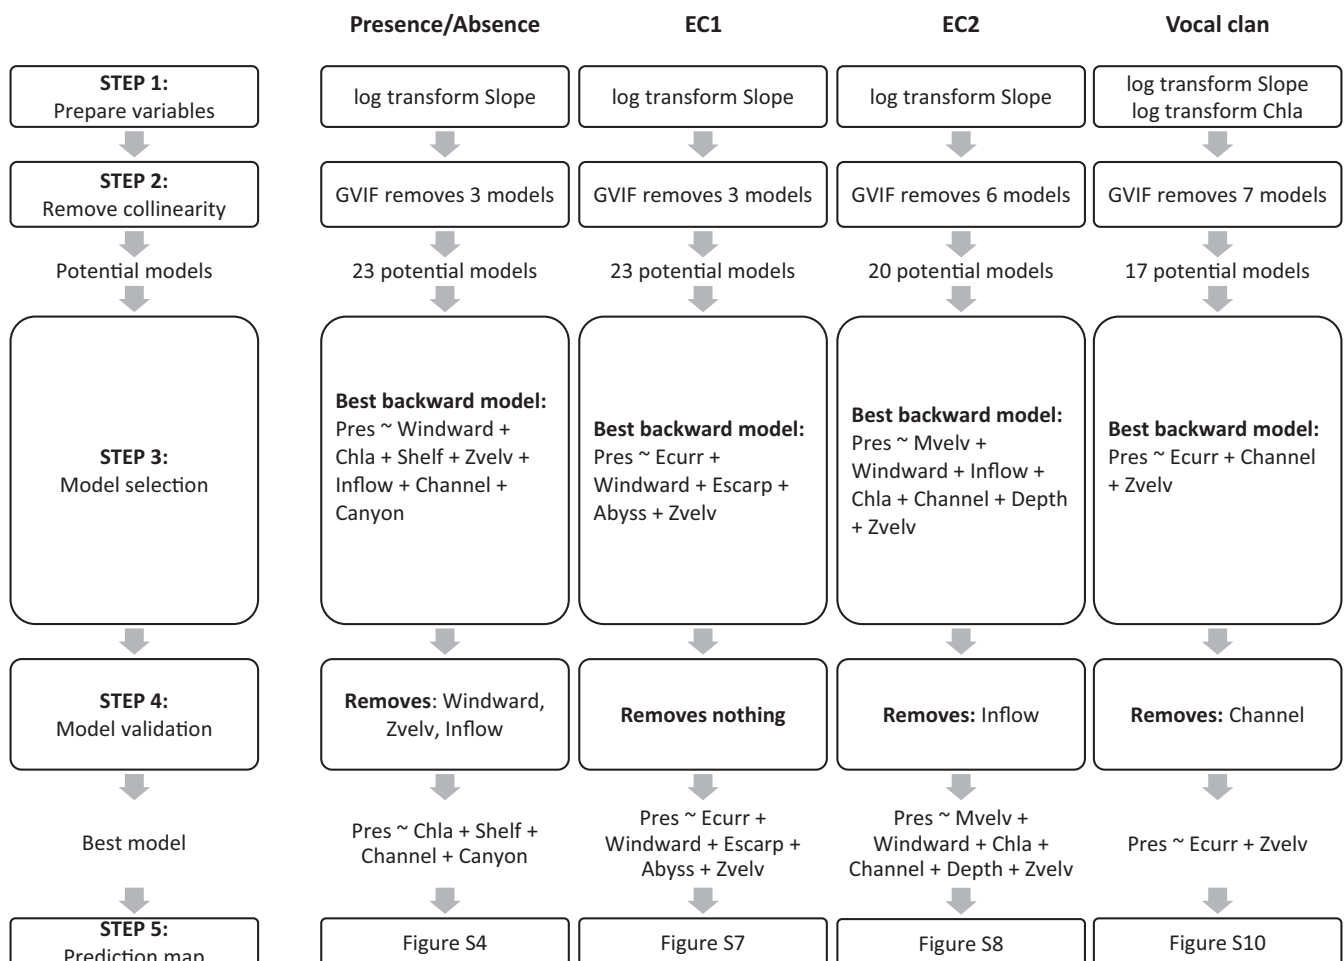 Presence/Absence
EC1
EC2
Vocal clan
STEP 1:
Prepare variables
log transform Slope
log transform Slope
log transform Slope
log transform Slope
log transform Chla
STEP 2:
Remove collinearity
GVIF removes 3 models
GVIF removes 3 models
GVIF removes 6 models
GVIF removes 7 models
Potential models
23 potential models
23 potential models
20 potential models
17 potential models
STEP 3:
Model selection
Best backward model:
Pres ~ Windward +
Chla + Shelf + Zvelv +
Inflow + Channel +
Canyon
Best backward model:
Pres ~ Ecurr +
Windward + Escarp +
Abyss + Zvelv
Best backward model:
Pres ~ Mvelv +
Windward + Inflow +
Chla + Channel + Depth
+ Zvelv
Best backward model:
Pres ~ Ecurr + Channel
+ Zvelv
STEP 4:
Model validation
Removes: Windward,
Zvelv, Inflow
Removes nothing
Removes: Inflow
Removes: Channel
Best model
Pres ~ Chla + Shelf +
Channel + Canyon
Pres ~ Ecurr +
Windward + Escarp +
Abyss + Zvelv
Pres ~ Mvelv +
Windward + Chla +
Channel + Depth + Zvelv
Pres ~ Ecurr + Zvelv
STEP 5:
Prediction map
Figure S4
Figure S7
Figure S8
Figure S10